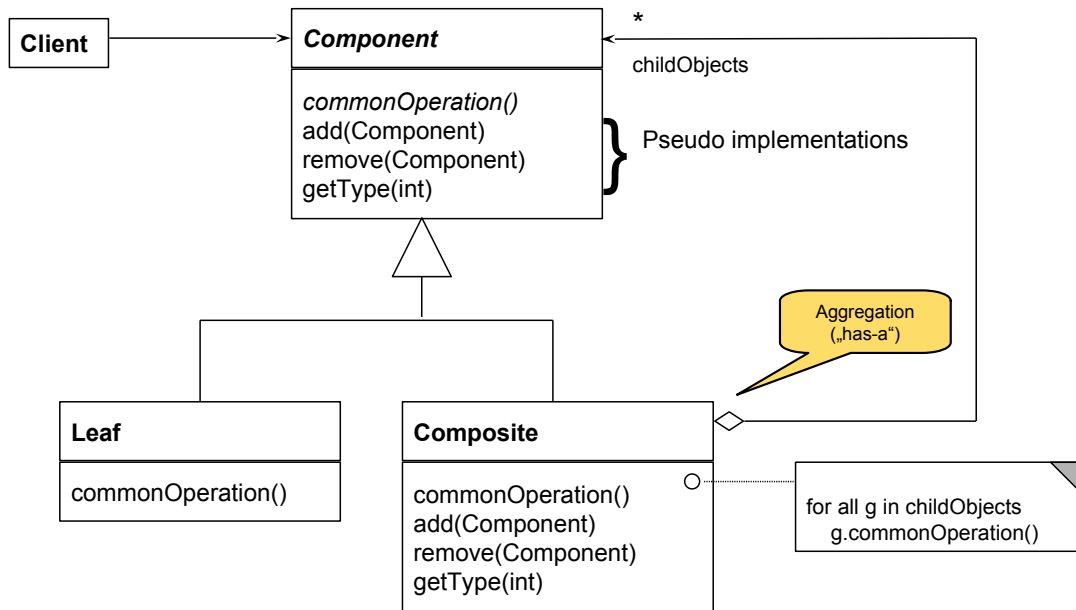 Client
Component
*
childObjects
commonOperation()
add(Component)
remove(Component)
getType(int)
}
Pseudo implementations
Aggregation
(„has-a“)
Leaf
commonOperation()
Composite
commonOperation()
add(Component)
remove(Component)
getType(int)
for all g in childObjects
g.commonOperation()